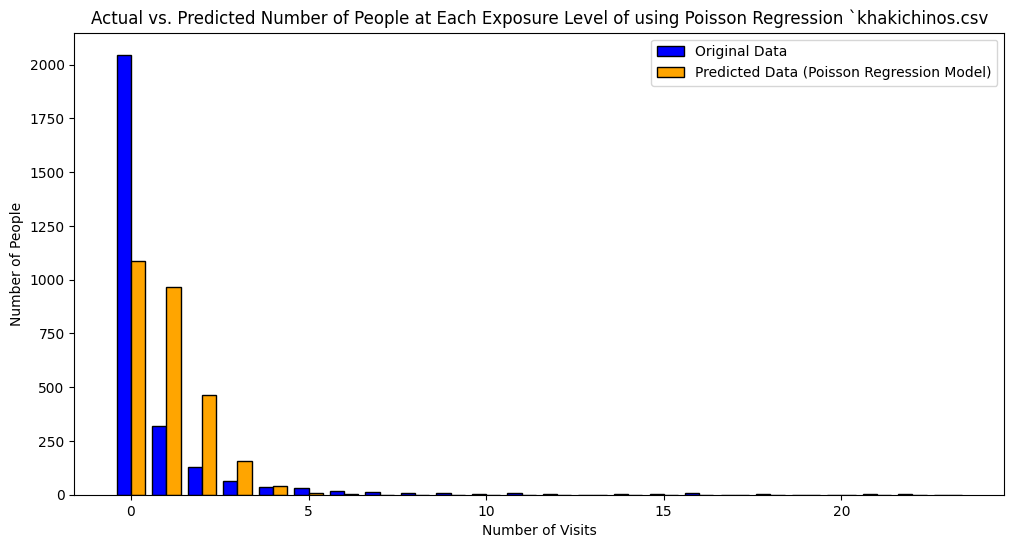 Actual vs. Predicted Number of People at Each Exposure Level of using Poisson Regression `khakichinos.csv
Original Data
Predicted Data (Poisson Regression Model)
Number of People
2000
1750
1500
1250
1000
750
500
250
0
0 5 10 15 20
Number of Visits